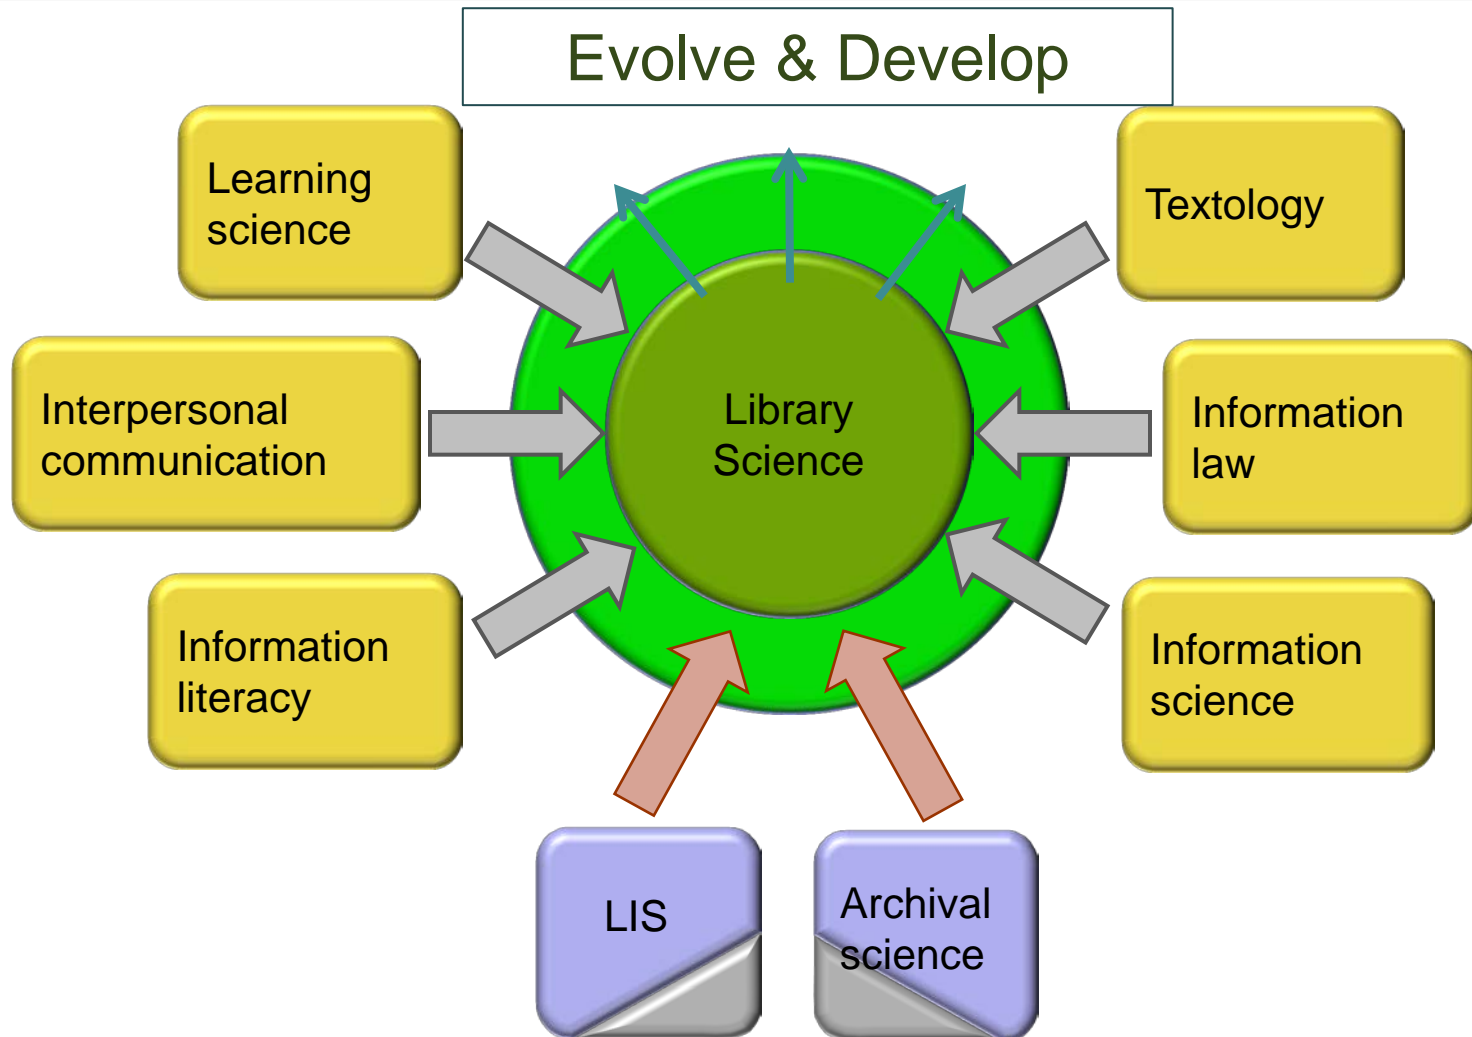 Evolve & Develop
Learning
science
Textology
Interpersonal
communication
Library
Science
Information
law
Information
literacy
Information
science
LIS
Archival
science